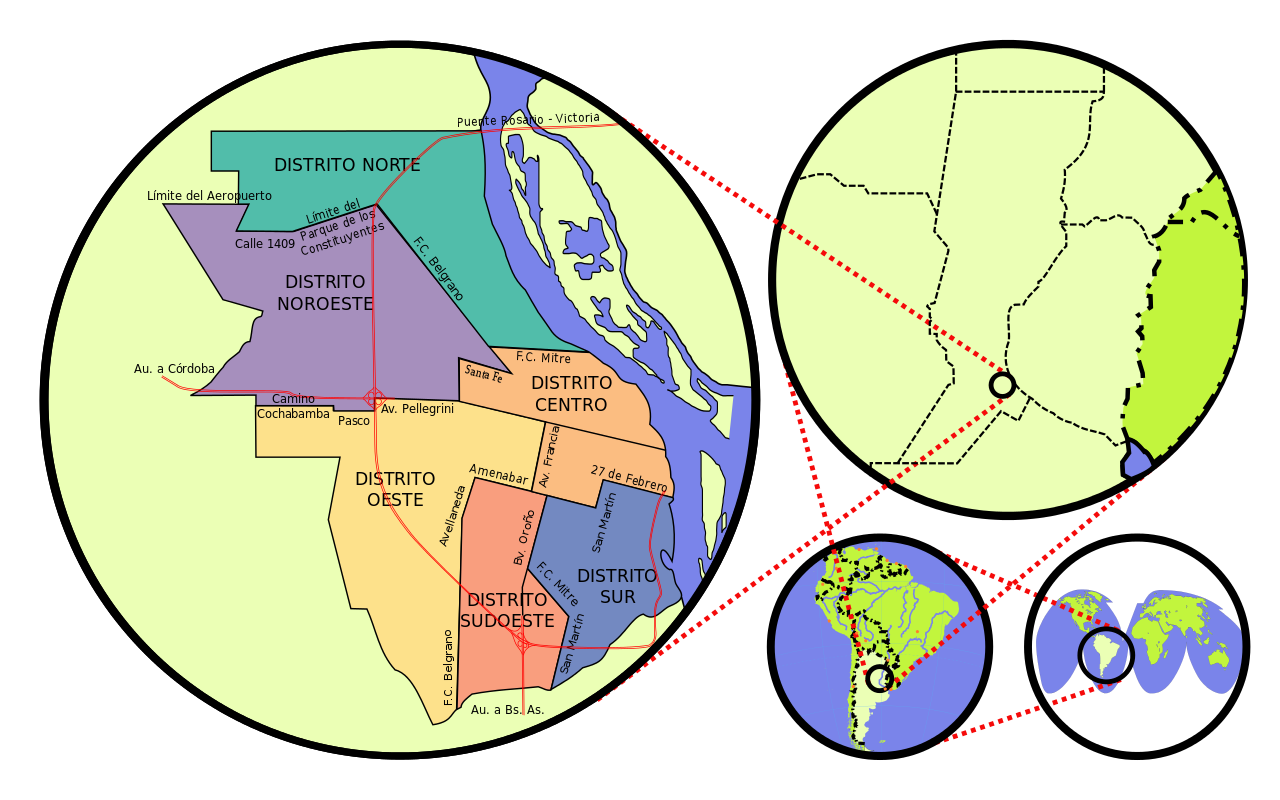 Puente Rosario - Victoria
DISTRITO NORTE
Límite del Aeropuerto
Límite del
Parque de los
Constituyentes
Calle 1409
F.C. Belgrano
DISTRITO
NOROESTE
F.C. Mitre
Au. a Córdoba
Santa Fe
DISTRITO
CENTRO
Camino
Cochabamba
Pasco
Av. Pellegrini
Av. Francia
DISTRITO
OESTE
Amenabar
27 de Febrero
Avellaneda
Bv. Oroño
San Martín
F.C. Mitre
DISTRITO
SUR
DISTRITO
SUDOESTE
San Martín
F.C. Belgrano
Au. a Bs. As.